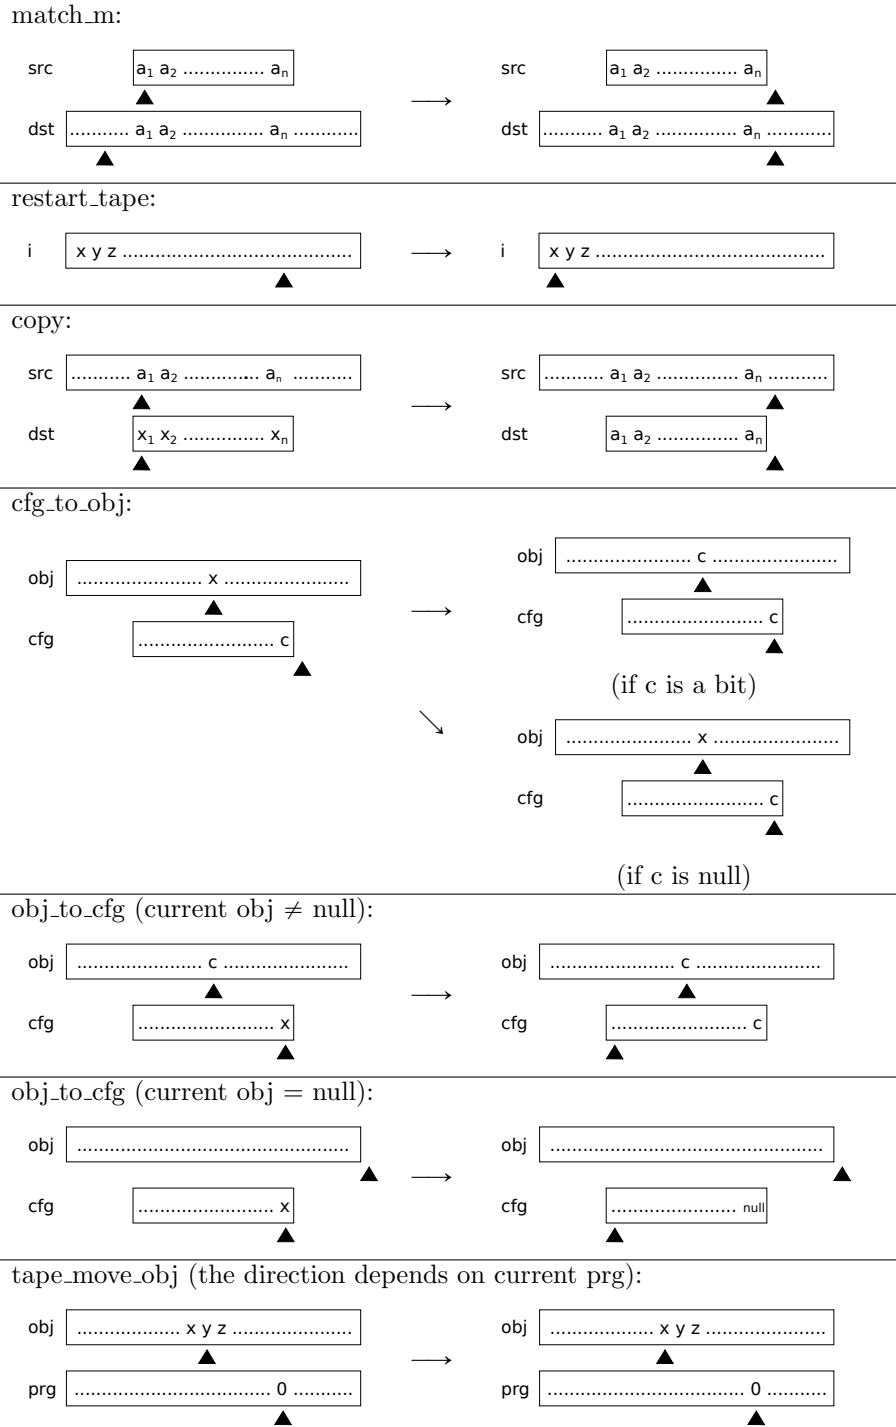 match_m:
src a1 a2 ............... an ⟶ src a1 a2 ............... an
dst ........... a1 a2 ............... an ............ ⟶ dst ........... a1 a2 ............... an ............
restart_tape:
i x y z .......................................... ⟶ i x y z ..........................................
copy:
src ........... a1 a2 ............... an ........... ⟶ src ........... a1 a2 ............... an ...........
dst x1 x2 ............... xn dst a1 a2 ............... an
cfg_to_obj:
obj ....................... x ....................... ⟶ obj ....................... c .......................
cfg ......................... c cfg ......................... c
(if c is a bit)
↘ obj ....................... x .......................
cfg ......................... c
(if c is null)
obj_to_cfg (current obj ≠ null):
obj ....................... c ....................... ⟶ obj ....................... c .......................
cfg ......................... x cfg ......................... c
obj_to_cfg (current obj = null):
obj .................................................. ⟶ obj ..................................................
cfg ......................... x cfg ....................... null
tape_move_obj (the direction depends on current prg):
obj ................... x y z ...................... ⟶ obj ................... x y z ......................
prg .................................... 0 ........... prg .................................... 0 ...........